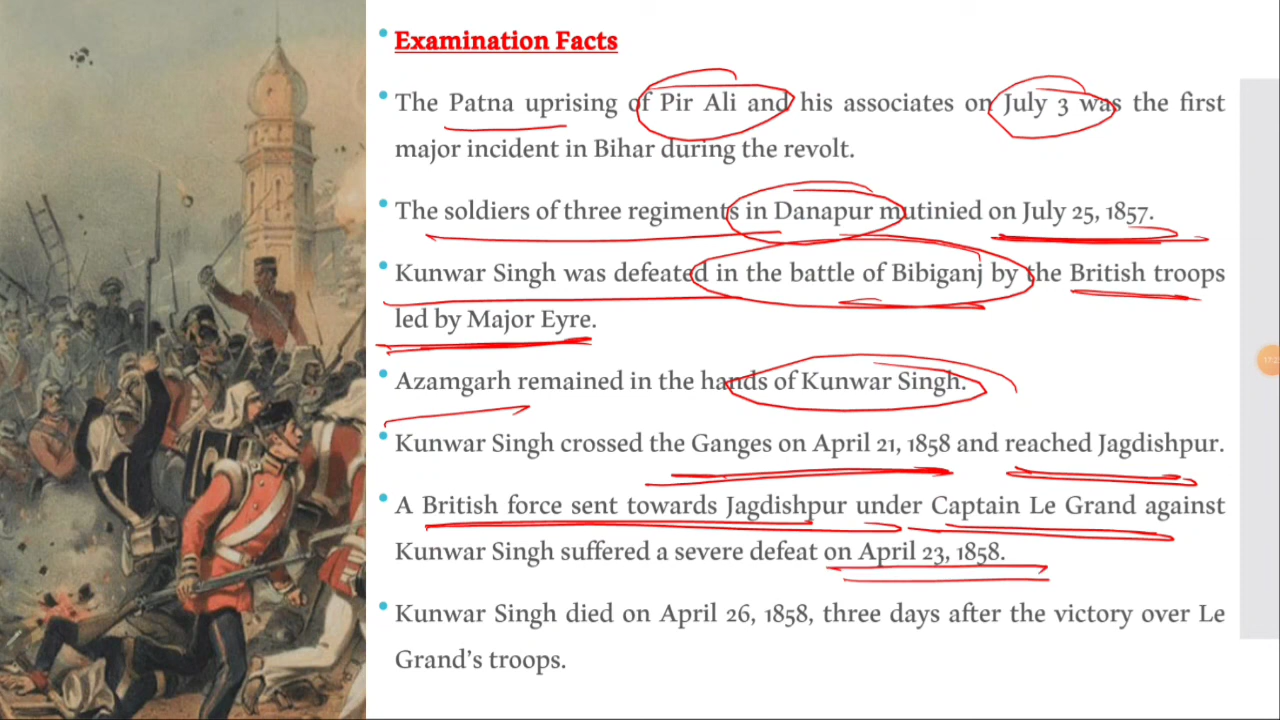 Examination Facts
The Patna uprising of Pir Ali and his associates on July 3 was the first
major incident in Bihar during the revolt.
The soldiers of three regiments in Danapur mutinied on July 25, 1857.
Kunwar Singh was defeated in the battle of Bibiganj by the British troops
led by Major Eyre.
Azamgarh remained in the hands of Kunwar Singh.
Kunwar Singh crossed the Ganges on April 21, 1858 and reached Jagdishpur.
A British force sent towards Jagdishpur under Captain Le Grand against
Kunwar Singh suffered a severe defeat on April 23, 1858.
Kunwar Singh died on April 26, 1858, three days after the victory over Le
Grand's troops.